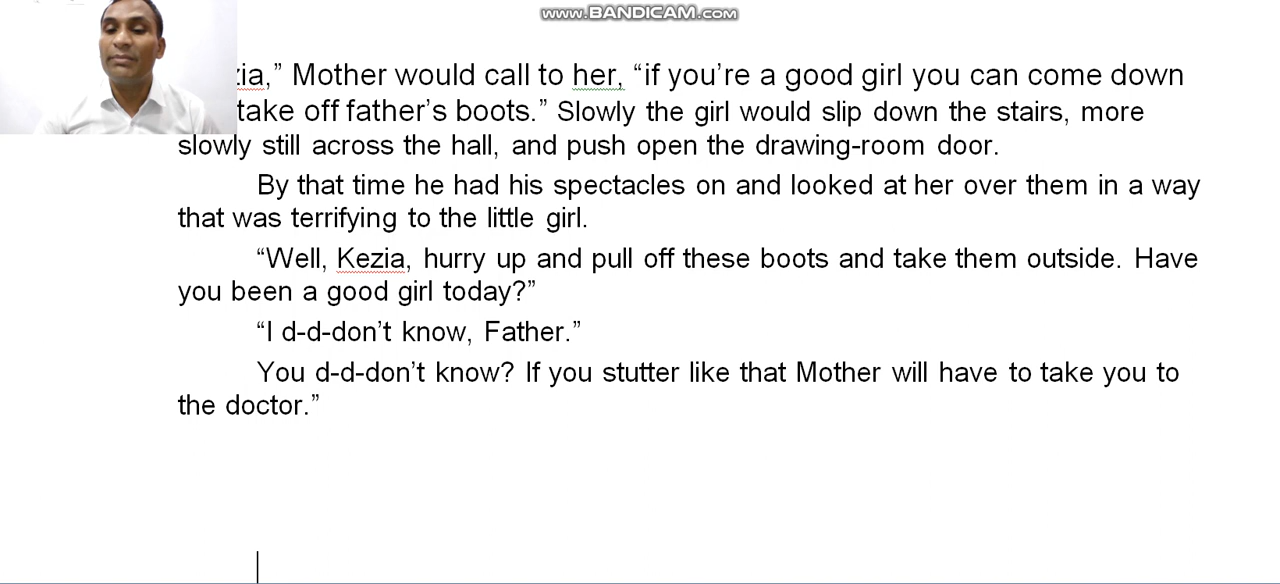 www.BANDICAM.com
zia,” Mother would call to her, “if you’re a good girl you can come down
take off father’s boots.” Slowly the girl would slip down the stairs, more
slowly still across the hall, and push open the drawing-room door.
By that time he had his spectacles on and looked at her over them in a way
that was terrifying to the little girl.
“Well, Kezia, hurry up and pull off these boots and take them outside. Have
you been a good girl today?”
“I d-d-don’t know, Father.”
You d-d-don’t know? If you stutter like that Mother will have to take you to
the doctor.”